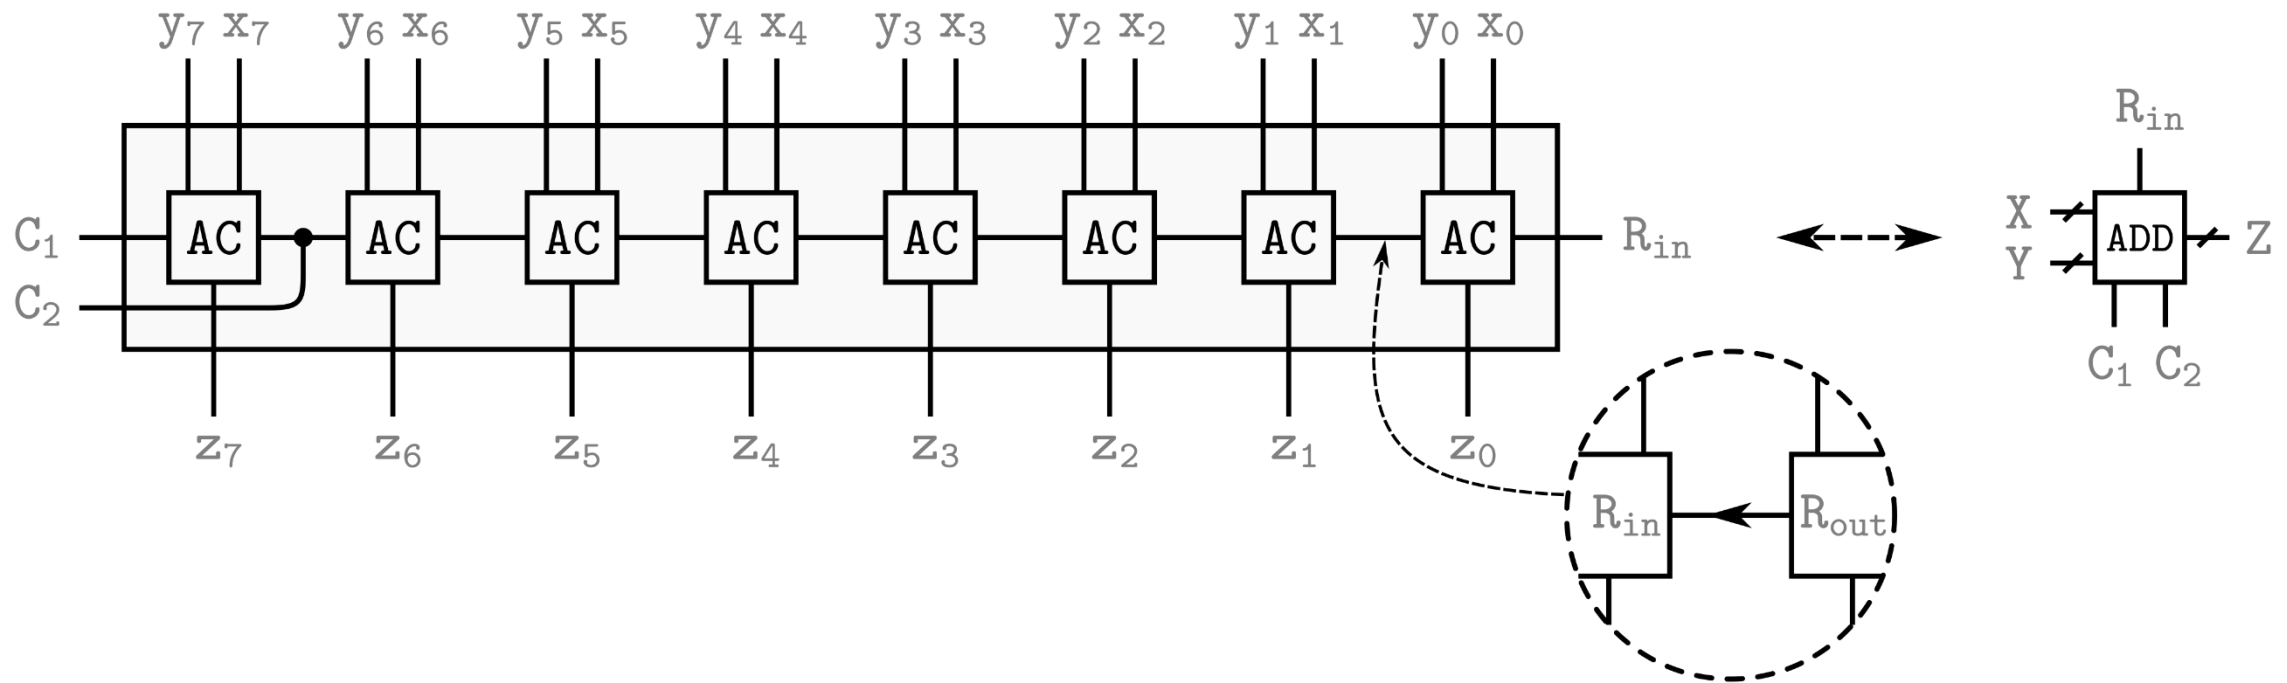 y₇ x₇ y₆ x₆ y₅ x₅ y₄ x₄ y₃ x₃ y₂ x₂ y₁ x₁ y₀ x₀
C₁ AC AC AC AC AC AC AC AC R_in
C₂
z₇ z₆ z₅ z₄ z₃ z₂ z₁ z₀
R_in R_out
R_in
X
Y
ADD
Z
C₁ C₂